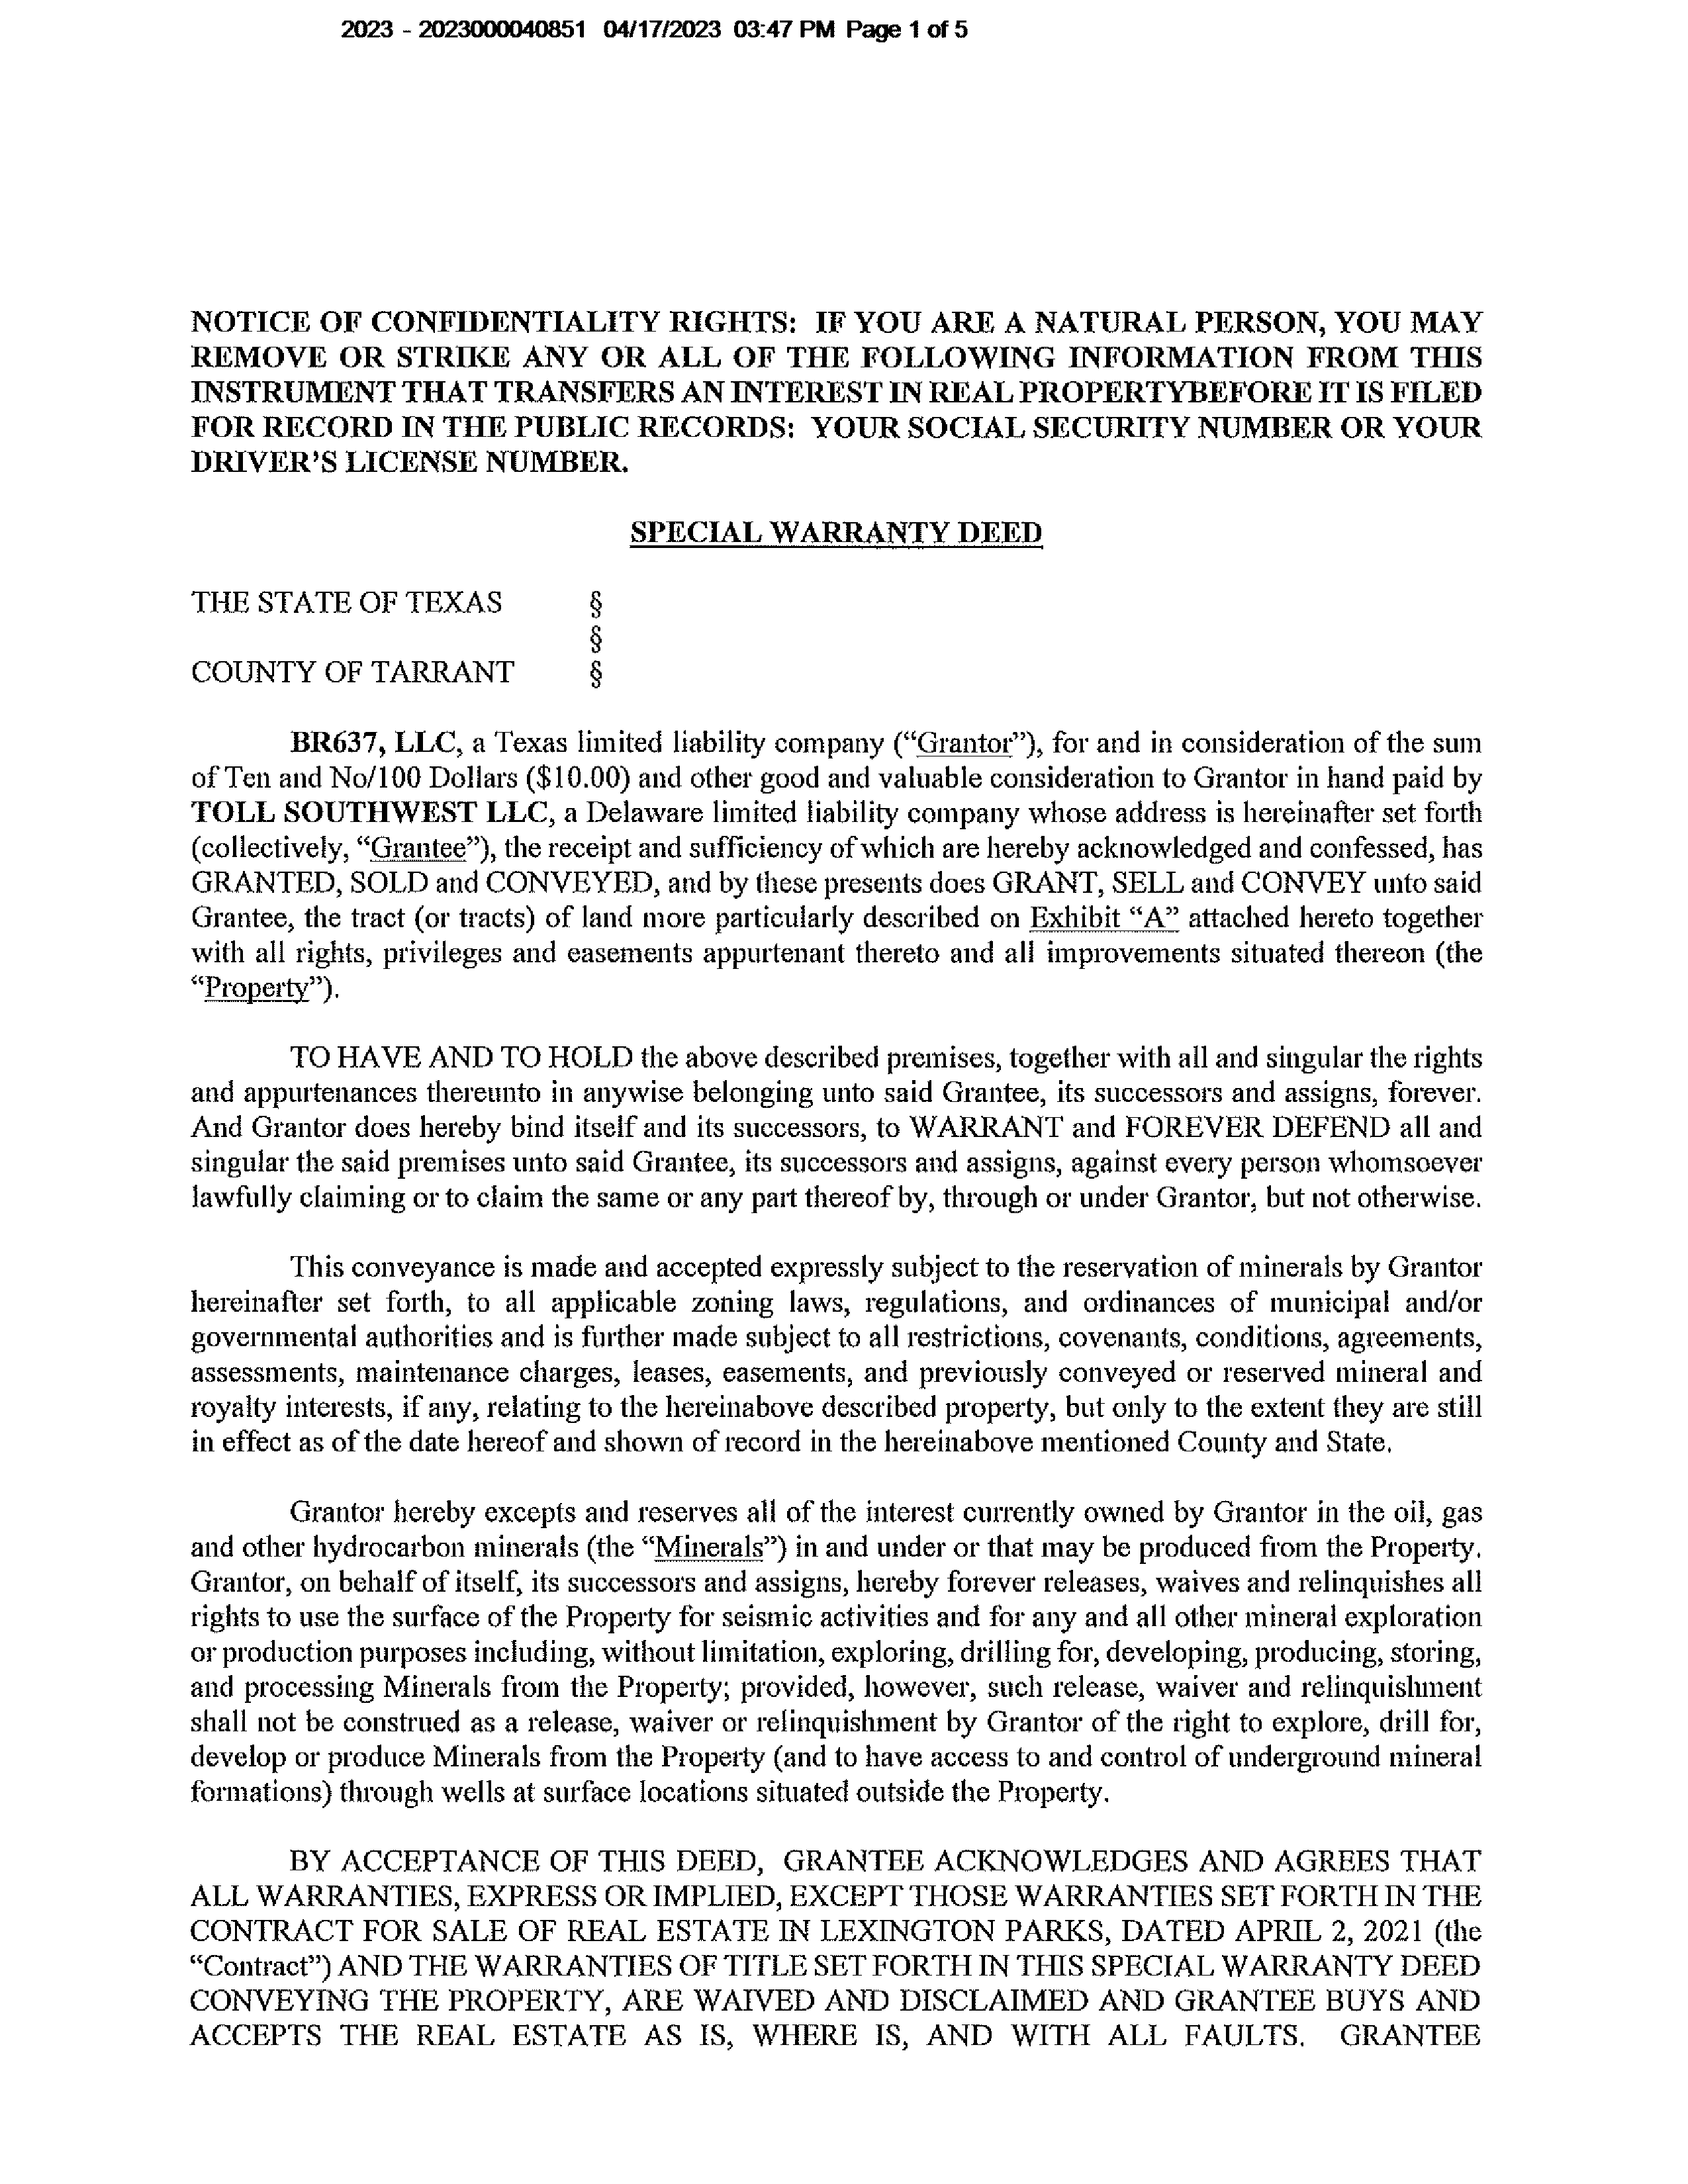 2023 - 2023000040851 04/17/2023 03:47 PM Page 1 of 5
NOTICE OF CONFIDENTIALITY RIGHTS: IF YOU ARE A NATURAL PERSON, YOU MAY
REMOVE OR STRIKE ANY OR ALL OF THE FOLLOWING INFORMATION FROM THIS
INSTRUMENT THAT TRANSFERS AN INTEREST IN REAL PROPERTYBEFORE IT IS FILED
FOR RECORD IN THE PUBLIC RECORDS: YOUR SOCIAL SECURITY NUMBER OR YOUR
DRIVER'S LICENSE NUMBER.
SPECIAL WARRANTY DEED
THE STATE OF TEXAS §
§
COUNTY OF TARRANT §
BR637, LLC, a Texas limited liability company ("Grantor"), for and in consideration of the sum
of Ten and No/100 Dollars ($10.00) and other good and valuable consideration to Grantor in hand paid by
TOLL SOUTHWEST LLC, a Delaware limited liability company whose address is hereinafter set forth
(collectively, "Grantee"), the receipt and sufficiency of which are hereby acknowledged and confessed, has
GRANTED, SOLD and CONVEYED, and by these presents does GRANT, SELL and CONVEY unto said
Grantee, the tract (or tracts) of land more particularly described on Exhibit "A" attached hereto together
with all rights, privileges and easements appurtenant thereto and all improvements situated thereon (the
"Property").
TO HAVE AND TO HOLD the above described premises, together with all and singular the rights
and appurtenances thereunto in anywise belonging unto said Grantee, its successors and assigns, forever.
And Grantor does hereby bind itself and its successors, to WARRANT and FOREVER DEFEND all and
singular the said premises unto said Grantee, its successors and assigns, against every person whomsoever
lawfully claiming or to claim the same or any part thereof by, through or under Grantor, but not otherwise.
This conveyance is made and accepted expressly subject to the reservation of minerals by Grantor
hereinafter set forth, to all applicable zoning laws, regulations, and ordinances of municipal and/or
governmental authorities and is further made subject to all restrictions, covenants, conditions, agreements,
assessments, maintenance charges, leases, easements, and previously conveyed or reserved mineral and
royalty interests, if any, relating to the hereinabove described property, but only to the extent they are still
in effect as of the date hereof and shown of record in the hereinabove mentioned County and State.
Grantor hereby excepts and reserves all of the interest currently owned by Grantor in the oil, gas
and other hydrocarbon minerals (the "Minerals") in and under or that may be produced from the Property.
Grantor, on behalf of itself, its successors and assigns, hereby forever releases, waives and relinquishes all
rights to use the surface of the Property for seismic activities and for any and all other mineral exploration
or production purposes including, without limitation, exploring, drilling for, developing, producing, storing,
and processing Minerals from the Property; provided, however, such release, waiver and relinquishment
shall not be construed as a release, waiver or relinquishment by Grantor of the right to explore, drill for,
develop or produce Minerals from the Property (and to have access to and control of underground mineral
formations) through wells at surface locations situated outside the Property.
BY ACCEPTANCE OF THIS DEED, GRANTEE ACKNOWLEDGES AND AGREES THAT
ALL WARRANTIES, EXPRESS OR IMPLIED, EXCEPT THOSE WARRANTIES SET FORTH IN THE
CONTRACT FOR SALE OF REAL ESTATE IN LEXINGTON PARKS, DATED APRIL 2, 2021 (the
"Contract") AND THE WARRANTIES OF TITLE SET FORTH IN THIS SPECIAL WARRANTY DEED
CONVEYING THE PROPERTY, ARE WAIVED AND DISCLAIMED AND GRANTEE BUYS AND
ACCEPTS THE REAL ESTATE AS IS, WHERE IS, AND WITH ALL FAULTS. GRANTEE